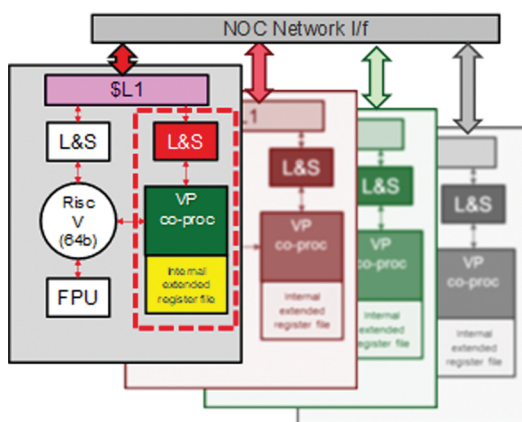 NOC Network I/f
$L1
L&S
L&S
Risc
V
(64b)
VP
co-proc
FPU
Internal
extended
register file
L1
L&S
VP
co-proc
Internal
extended
register file
L&S
VP
co-proc
Internal
extended
register file
L&S
VP
co-proc
Internal
extended
register file